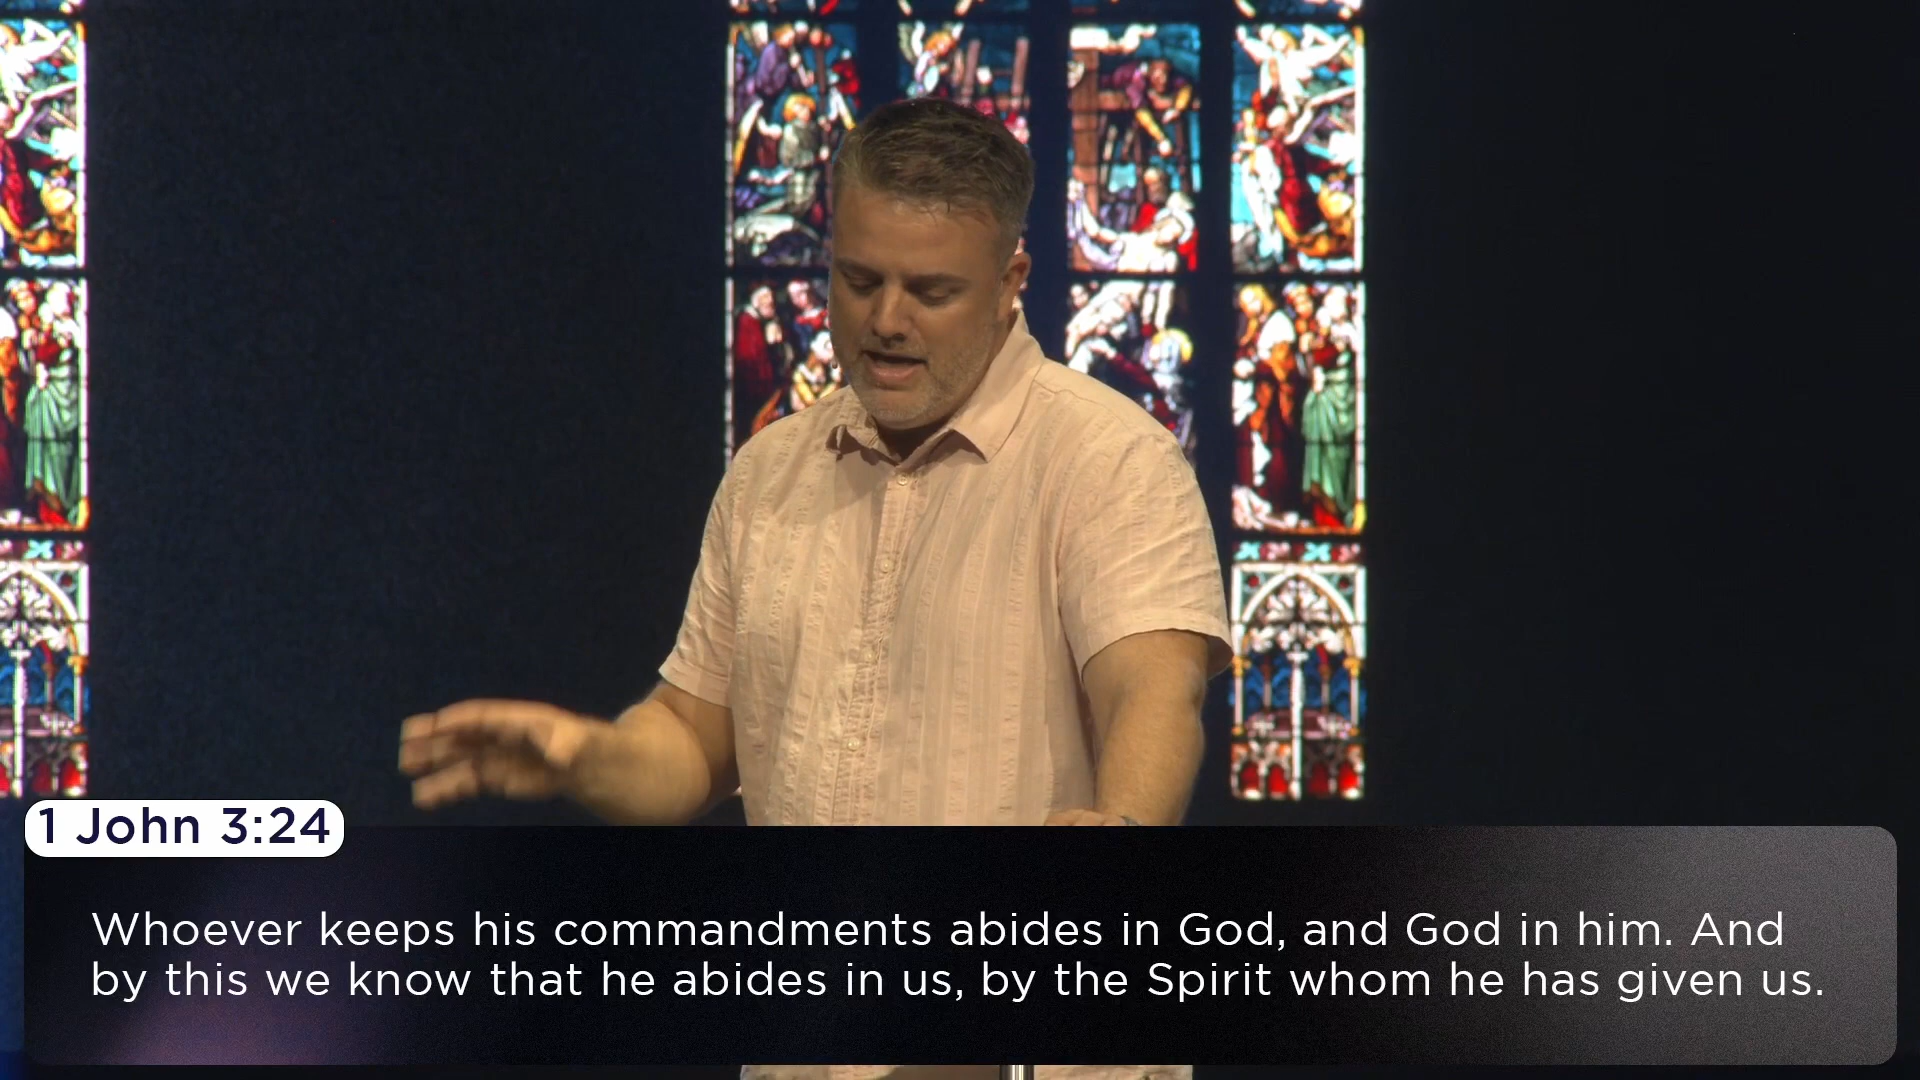 1 John 3:24
Whoever keeps his commandments abides in God, and God in him. And
by this we know that he abides in us, by the Spirit whom he has given us.